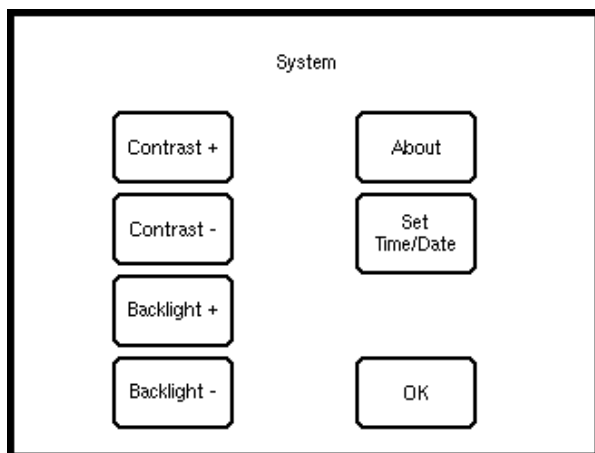 System
Contrast +
About
Contrast -
Set
Time/Date
Backlight +
Backlight -
OK